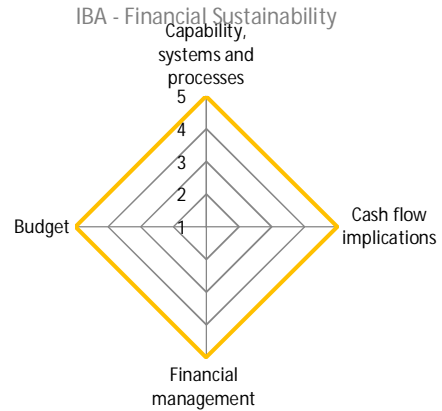 IBA - Financial Sustainability
Capability,
systems and
processes
5
4
3
2
1
Budget
Cash flow
implications
Financial
management